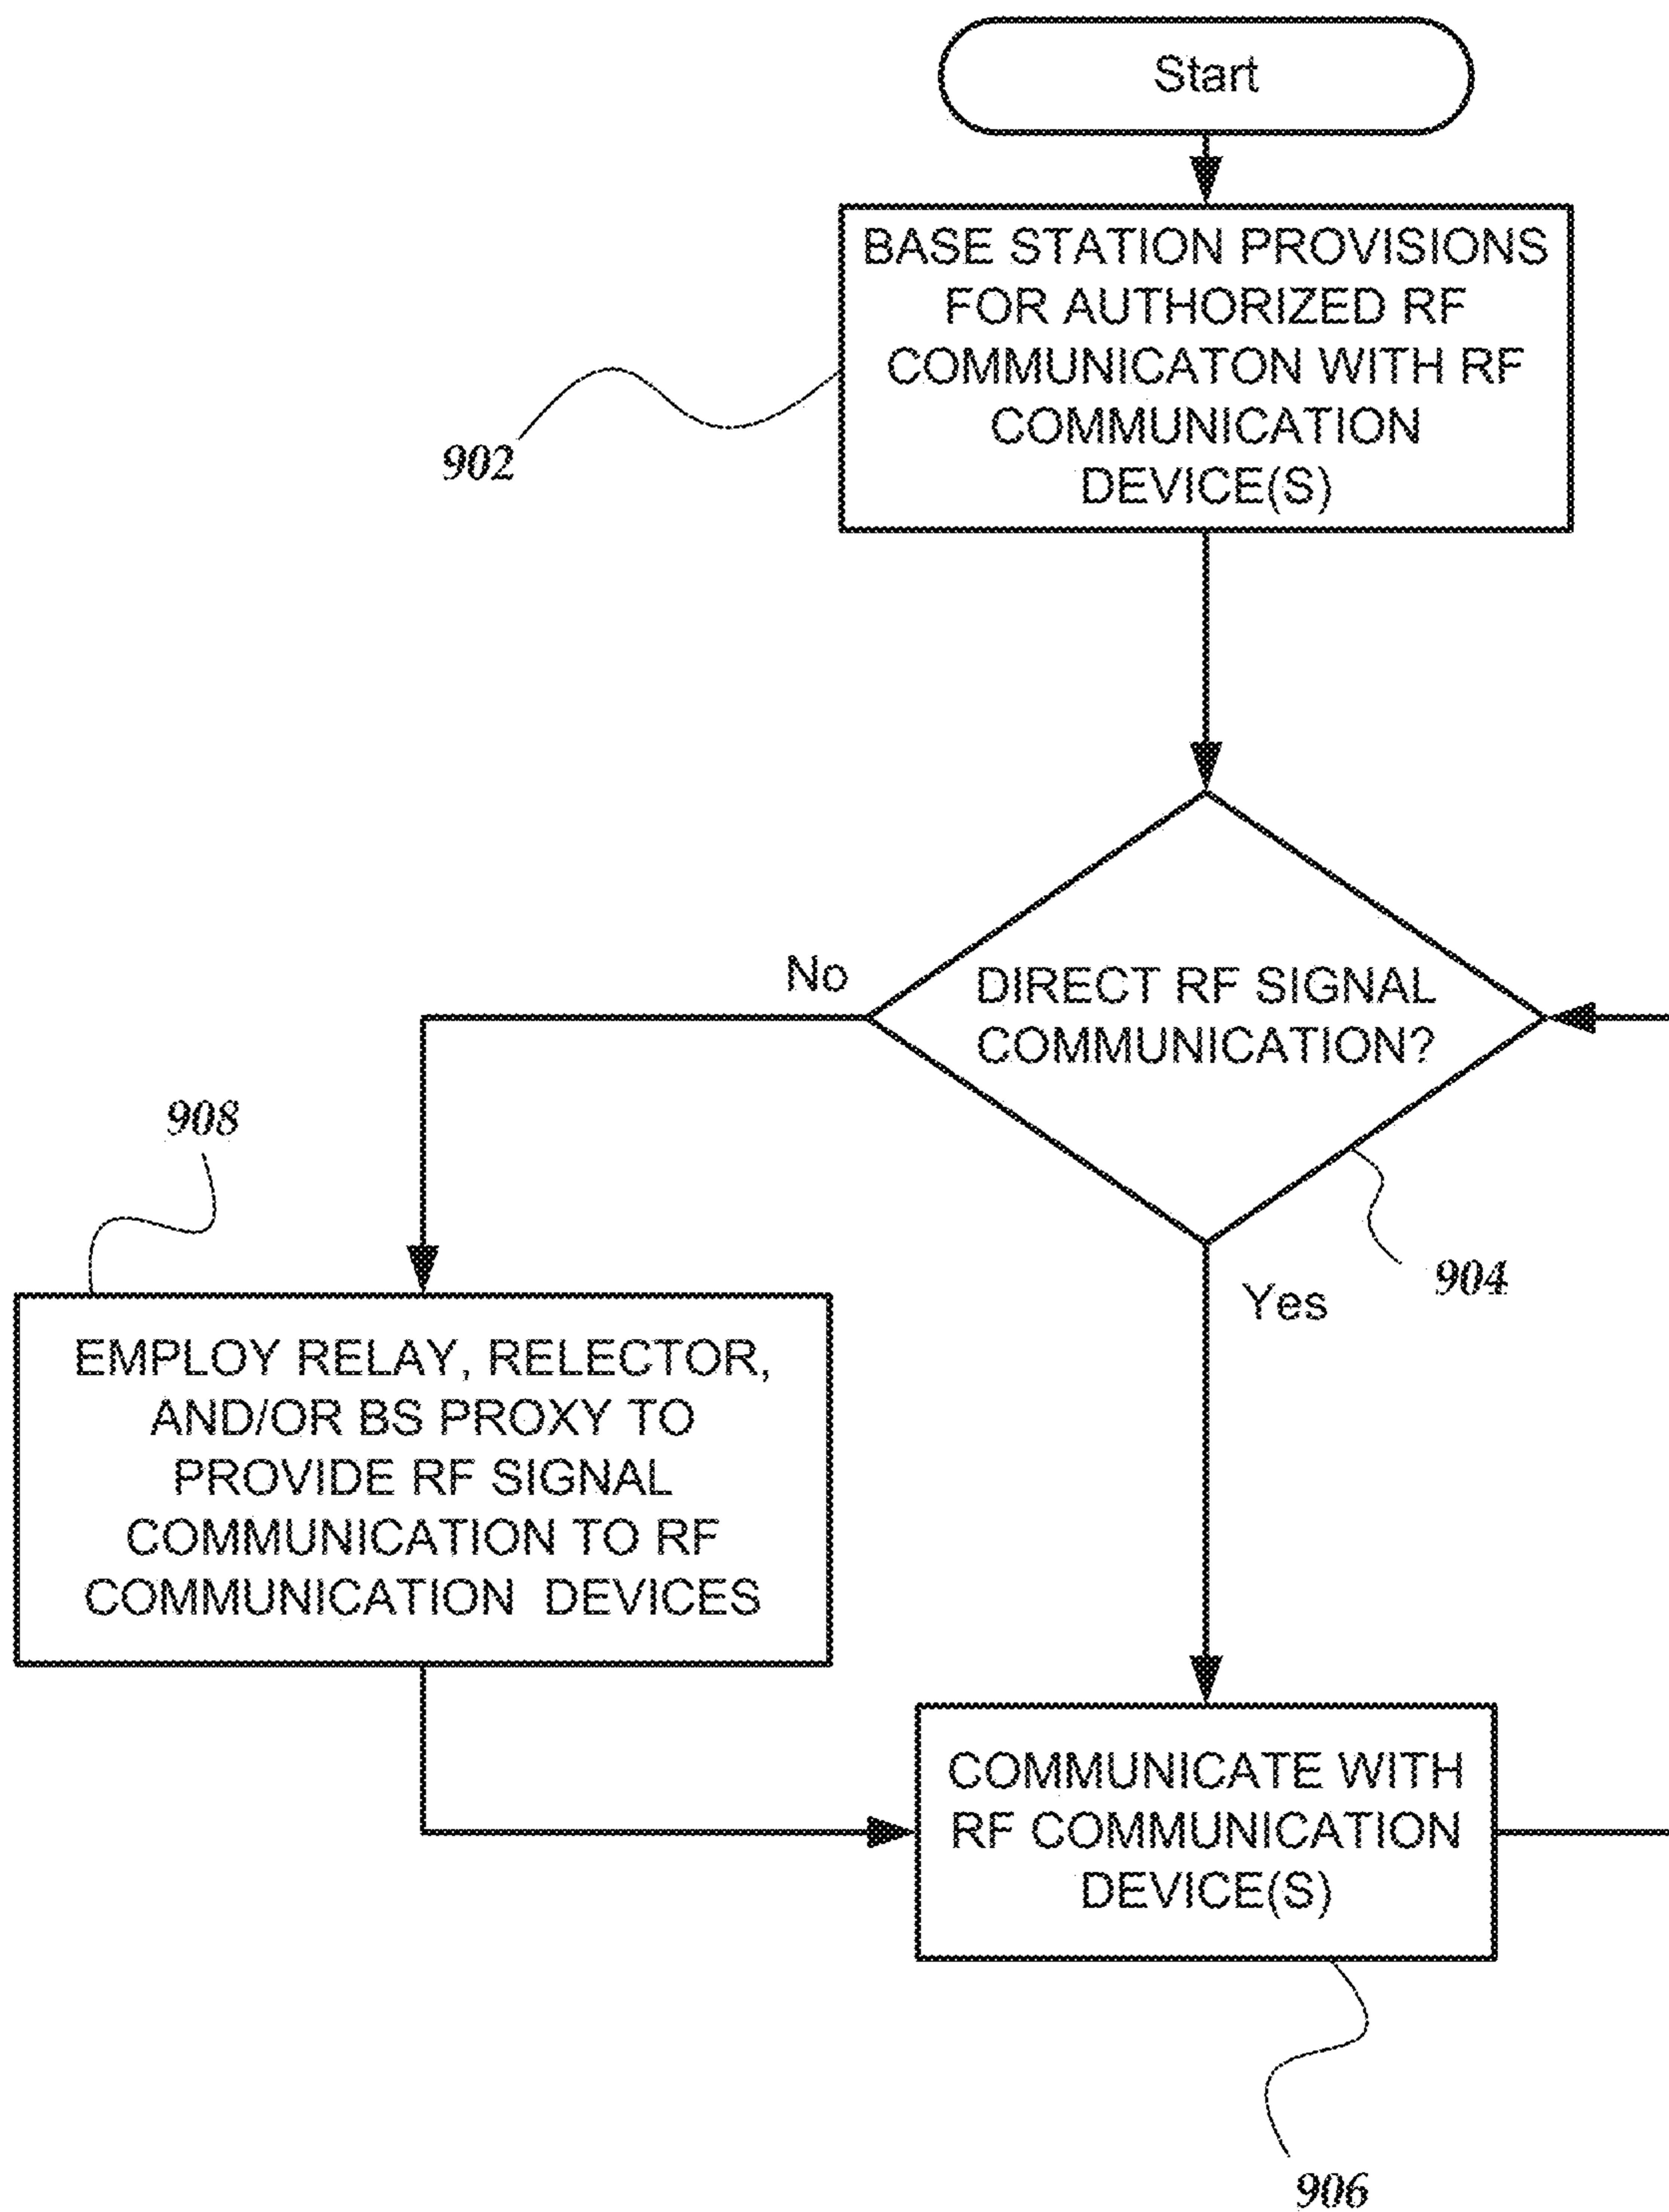 Start
BASE STATION PROVISIONS
FOR AUTHORIZED RF
COMMUNICATON WITH RF
COMMUNICATION
DEVICE(S)
902
No
DIRECT RF SIGNAL
COMMUNICATION?
904
Yes
908
EMPLOY RELAY, RELECTOR,
AND/OR BS PROXY TO
PROVIDE RF SIGNAL
COMMUNICATION TO RF
COMMUNICATION DEVICES
COMMUNICATE WITH
RF COMMUNICATION
DEVICE(S)
906